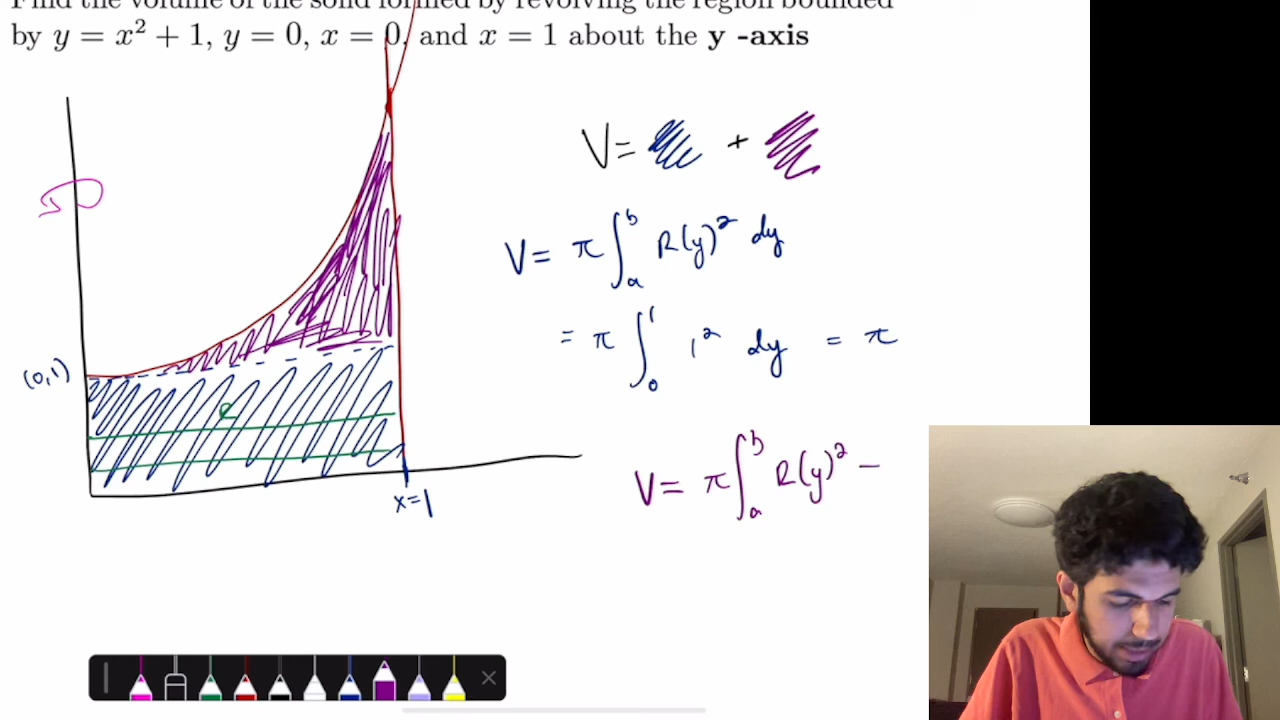 Find the volume of the solid formed by revolving the region bounded
by y = x² + 1, y = 0, x = 0, and x = 1 about the y -axis
V = +
V = π∫ₐᵇ R(y)² dy
= π∫₀¹ 1² dy = π
(0,1)
R
V = π∫ₐᵇ R(y)² −
x=1